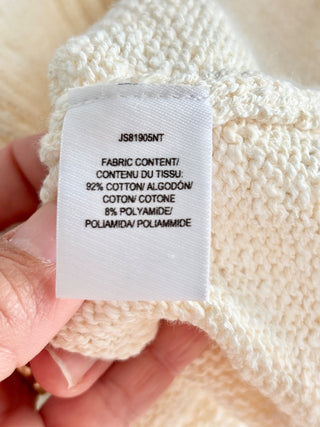 JS81905NT
FABRIC CONTENT/
CONTENU DU TISSU:
92% COTTON/ ALGODÓN/
COTON/ COTONE
8% POLYAMIDE/
POLIAMIDA/ POLIAMMIDE